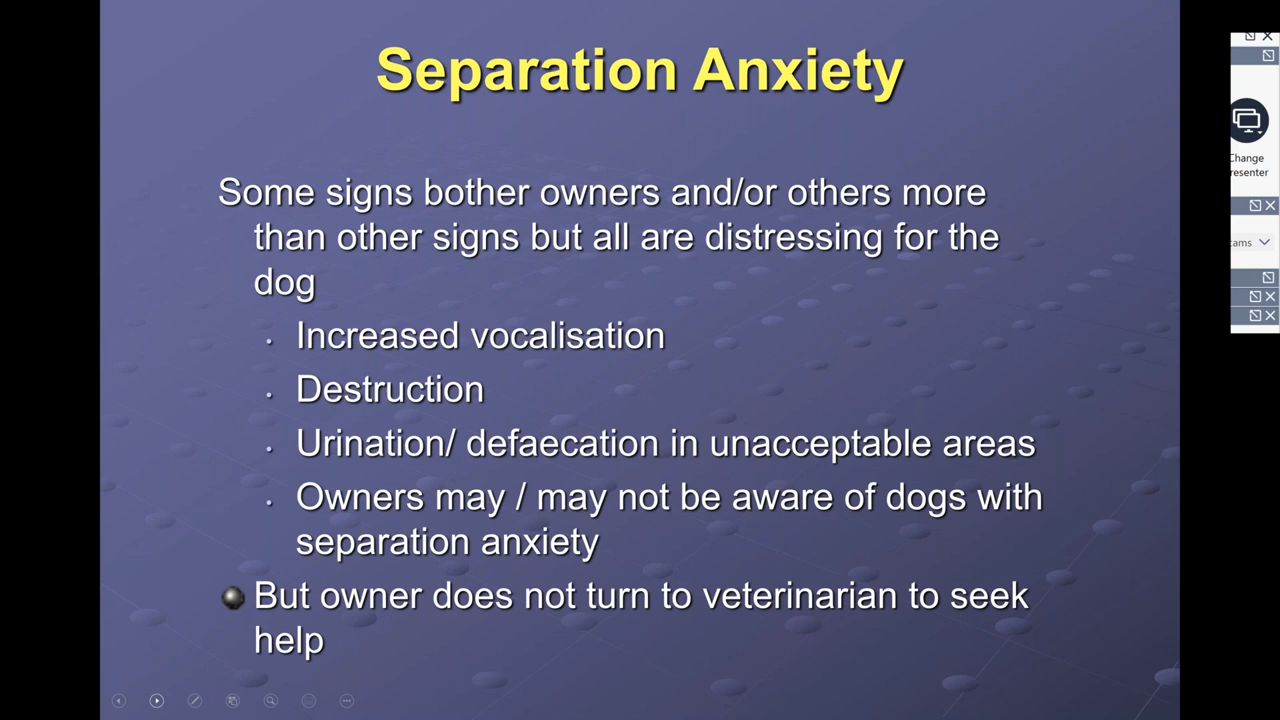 Separation Anxiety
Some signs bother owners and/or others more
than other signs but all are distressing for the
dog
Increased vocalisation
Destruction
Urination/ defaecation in unacceptable areas
Owners may / may not be aware of dogs with
separation anxiety
But owner does not turn to veterinarian to seek
help
Change
resenter
ams